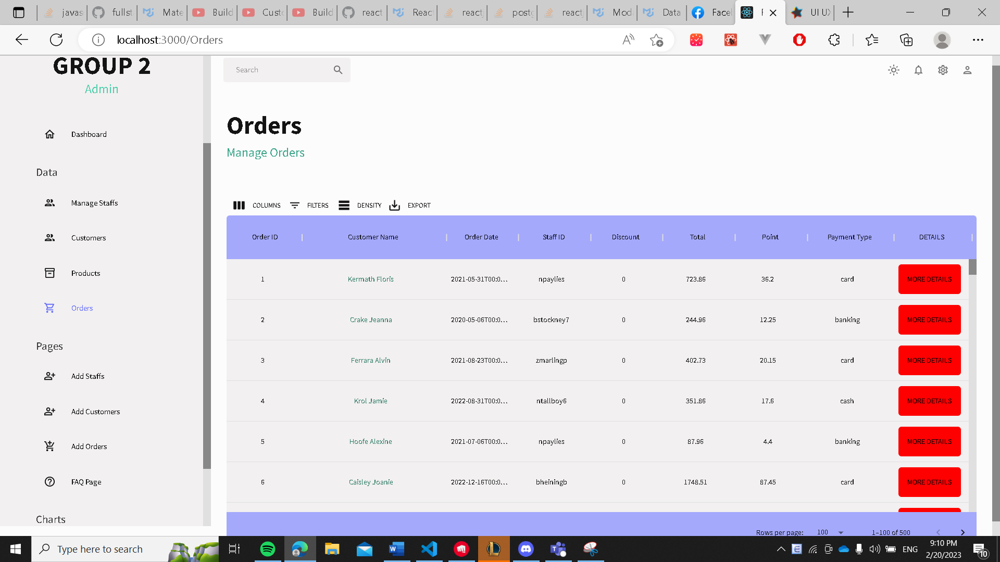 javas
fullst
Mate
Build
Custo
Build
react-
React
reactj
postg
reactj
Moda
Data
Faceb
UI UX
localhost:3000/Orders
GROUP 2
Admin
Search
Dashboard
Data
Manage Staffs
Customers
Products
Orders
Pages
Add Staffs
Add Customers
Add Orders
FAQ Page
Charts
Orders
Manage Orders
COLUMNS FILTERS DENSITY EXPORT
Order ID Customer Name Order Date Staff ID Discount Total Point Payment Type DETAILS
1 Kermath Floris 2021-05-31T00:0... npaylies 0 723.86 36.2 card MORE DETAILS
2 Crake Jeanna 2020-05-06T00:0... bstockney7 0 244.96 12.25 banking MORE DETAILS
3 Ferrara Alvin 2021-08-23T00:0... zmarlingp 0 402.73 20.15 card MORE DETAILS
4 Krol Jamie 2022-08-31T00:0... ntallboy6 0 351.86 17.6 cash MORE DETAILS
5 Hoofe Alexine 2021-07-06T00:0... npaylies 0 87.96 4.4 banking MORE DETAILS
6 Caisley Joanie 2022-12-16T00:0... bheiningb 0 1748.51 87.45 card MORE DETAILS
Rows per page: 100 1–100 of 500
Type here to search
ENG
9:10 PM
2/20/2023
10